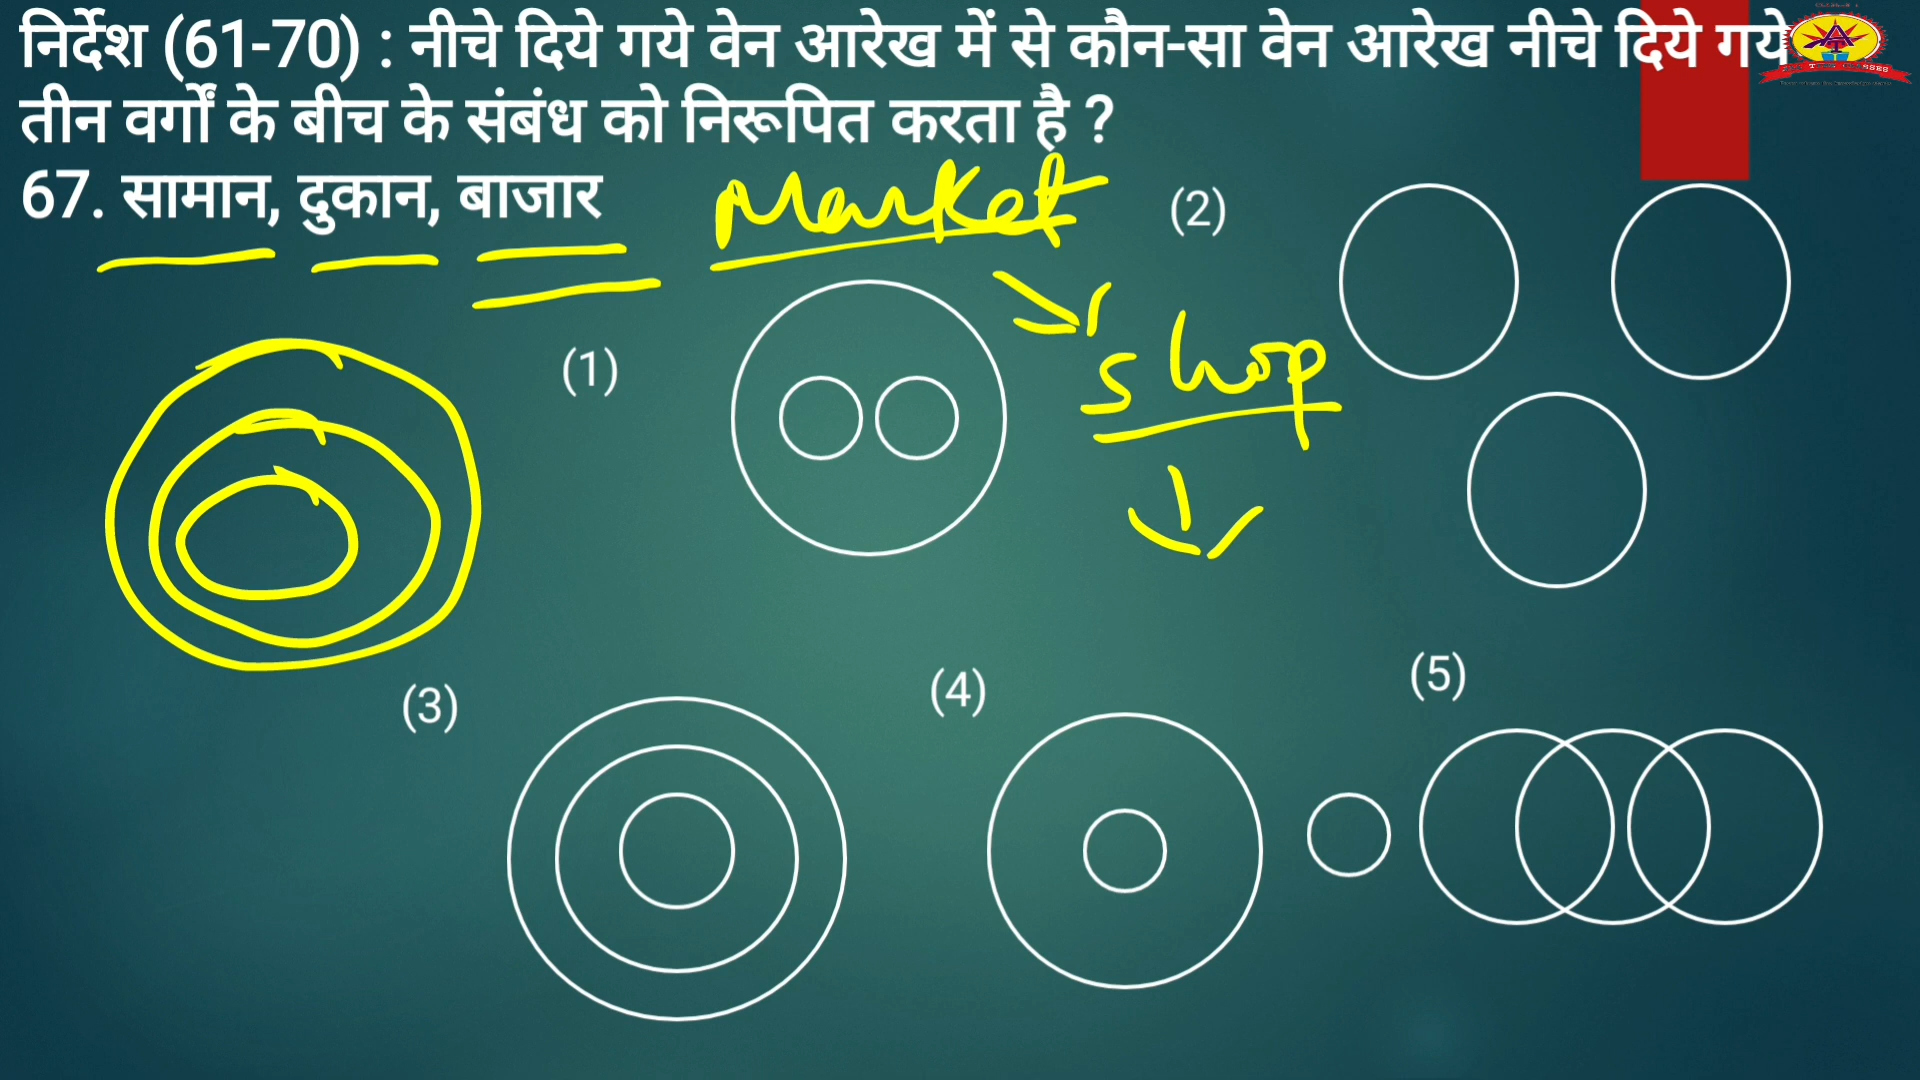 निर्देश (61-70) : नीचे दिये गये वेन आरेख में से कौन-सा वेन आरेख नीचे दिये गये
तीन वर्गों के बीच के संबंध को निरूपित करता है ?
67. सामान, दुकान, बाजार
Market
(2)
shop
(1)
(3)
(4)
(5)